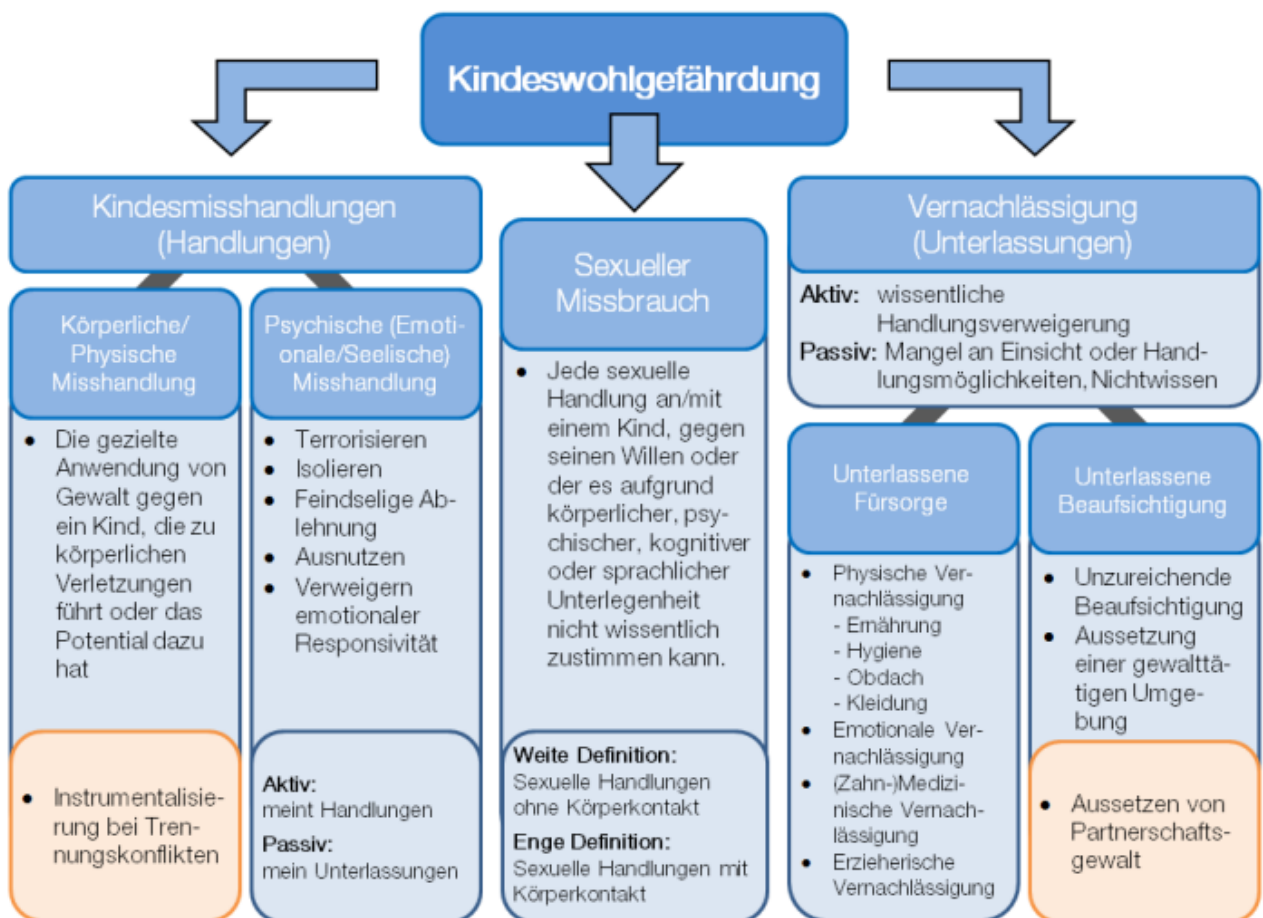 Kindeswohlgefährdung
Kindesmisshandlungen
(Handlungen)
Körperliche/
Physische
Misshandlung
• Die gezielte
Anwendung von
Gewalt gegen
ein Kind, die zu
körperlichen
Verletzungen
führt oder das
Potential dazu
hat
• Instrumentalisie-
rung bei Tren-
nungskonflikten
Psychische (Emoti-
onale/Seelische)
Misshandlung
• Terrorisieren
• Isolieren
• Feindselige Ab-
lehnung
• Ausnutzen
• Verweigern
emotionaler
Responsivität
Aktiv:
meint Handlungen
Passiv:
mein Unterlassungen
Sexueller
Missbrauch
• Jede sexuelle
Handlung an/mit
einem Kind, gegen
seinen Willen oder
der es aufgrund
körperlicher, psy-
chischer, kognitiver
oder sprachlicher
Unterlegenheit
nicht wissentlich
zustimmen kann.
Weite Definition:
Sexuelle Handlungen
ohne Körperkontakt
Enge Definition:
Sexuelle Handlungen mit
Körperkontakt
Vernachlässigung
(Unterlassungen)
Aktiv: wissentliche
Handlungsverweigerung
Passiv: Mangel an Einsicht oder Hand-
lungsmöglichkeiten, Nichtwissen
Unterlassene
Fürsorge
• Physische Ver-
nachlässigung
- Ernährung
- Hygiene
- Obdach
- Kleidung
• Emotionale Ver-
nachlässigung
• (Zahn-)Medizi-
nische Vernach-
lässigung
• Erzieherische
Vernachlässigung
Unterlassene
Beaufsichtigung
• Unzureichende
Beaufsichtigung
• Aussetzung
einer gewalttä-
tigen Umge-
bung
• Aussetzen von
Partnerschafts-
gewalt